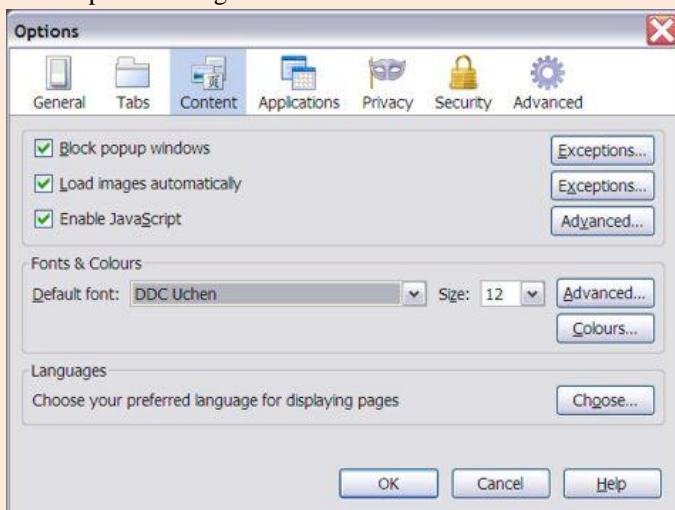 Options
General Tabs Content Applications Privacy Security Advanced
Block popup windows Exceptions...
Load images automatically Exceptions...
Enable JavaScript Advanced...
Fonts & Colours
Default font: DDC Uchen Size: 12 Advanced...
Colours...
Languages
Choose your preferred language for displaying pages Choose...
OK Cancel Help